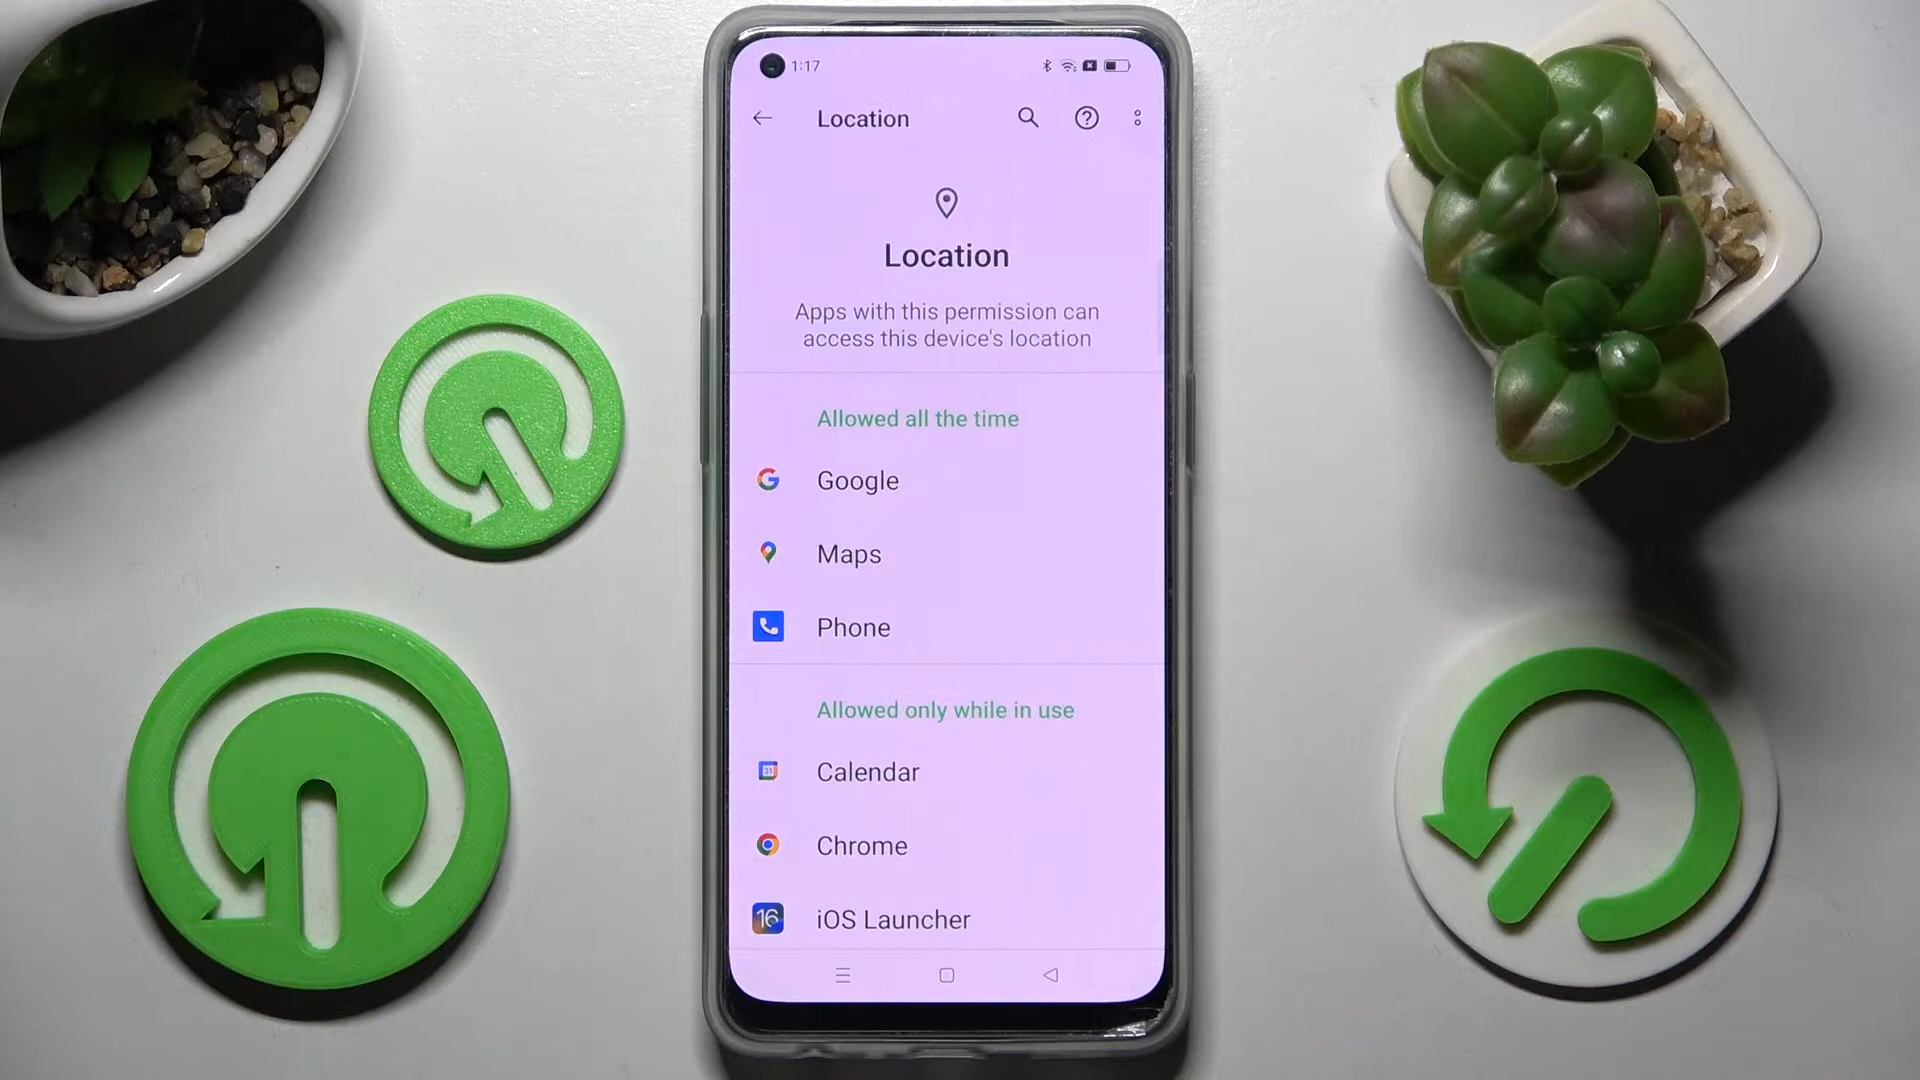 1:17
Location
Location
Apps with this permission can
access this device's location
Allowed all the time
Google
Maps
Phone
Allowed only while in use
31
Calendar
Chrome
16
iOS Launcher